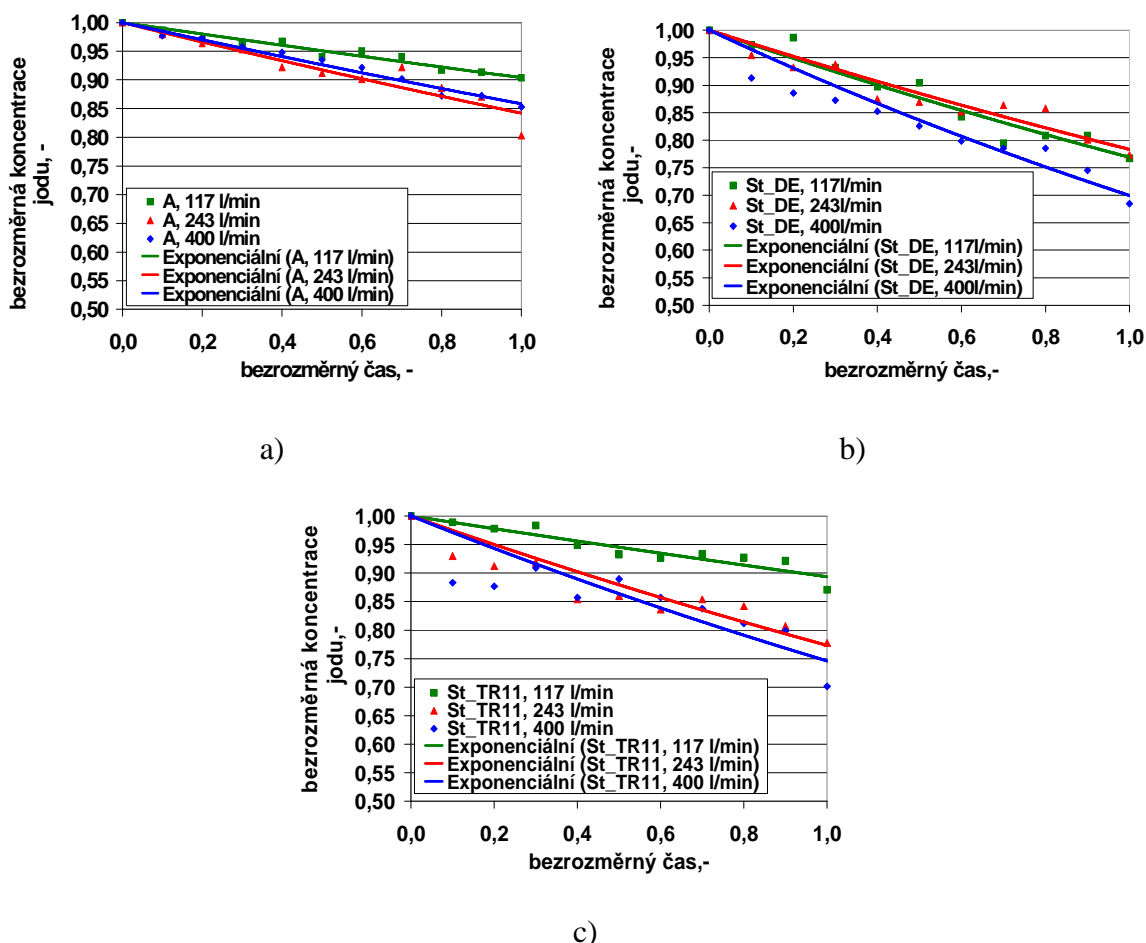 bezrozměrná koncentrace
jodu, -
1,00
0,95
0,90
0,85
0,80
0,75
0,70
0,65
0,60
0,55
0,50
A, 117 l/min
A, 243 l/min
A, 400 l/min
Exponenciální (A, 117 l/min)
Exponenciální (A, 243 l/min)
Exponenciální (A, 400 l/min)
0,0 0,2 0,4 0,6 0,8 1,0
bezrozměrný čas, -
a)
bezrozměrná koncentrace
jodu,-
1,00
0,95
0,90
0,85
0,80
0,75
0,70
0,65
0,60
0,55
0,50
St_DE, 117l/min
St_DE, 243l/min
St_DE, 400l/min
Exponenciální (St_DE, 117l/min)
Exponenciální (St_DE, 243l/min)
Exponenciální (St_DE, 400l/min)
0,0 0,2 0,4 0,6 0,8 1,0
bezrozměrný čas,-
b)
bezrozměrná koncentrace
jodu,-
1,00
0,95
0,90
0,85
0,80
0,75
0,70
0,65
0,60
0,55
0,50
St_TR11, 117 l/min
St_TR11, 243 l/min
St_TR11, 400 l/min
Exponenciální (St_TR11, 117 l/min)
Exponenciální (St_TR11, 243 l/min)
Exponenciální (St_TR11, 400 l/min)
0,0 0,2 0,4 0,6 0,8 1,0
bezrozměrný čas,-
c)